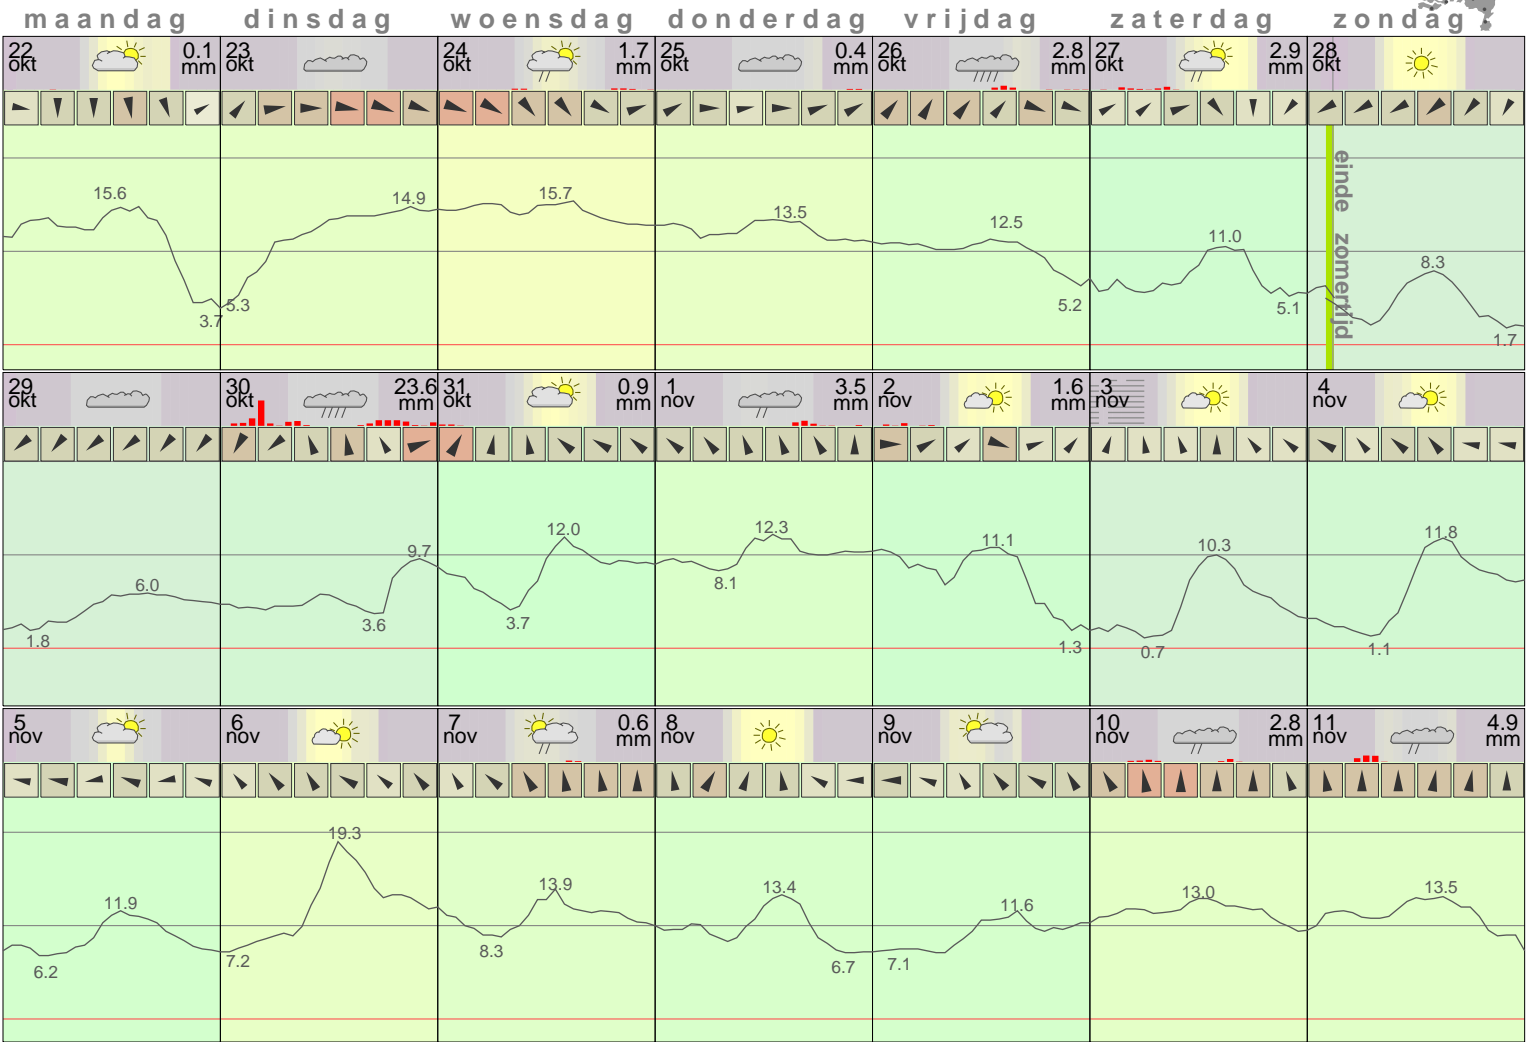 maandag dinsdag woensdag donderdag vrijdag zaterdag zondag
22 0.1 23 24 1.7 25 0.4 26 2.8 27 2.9 28
okt mm okt okt mm okt mm okt mm okt mm okt
15.6 3.7 5.3 14.9 15.7 13.5 12.5 5.2 11.0 5.1 8.3 1.7
einde zomertijd
29 30 23.6 31 0.9 1 3.5 2 1.6 3 4
okt okt mm okt mm nov mm nov mm nov nov
1.8 6.0 3.6 9.7 3.7 12.0 8.1 12.3 11.1 1.3 0.7 10.3 1.1 11.8
5 6 7 0.6 8 9 10 2.8 11 4.9
nov nov nov mm nov nov nov mm nov mm
6.2 11.9 7.2 19.3 8.3 13.9 13.4 6.7 7.1 11.6 13.0 13.5